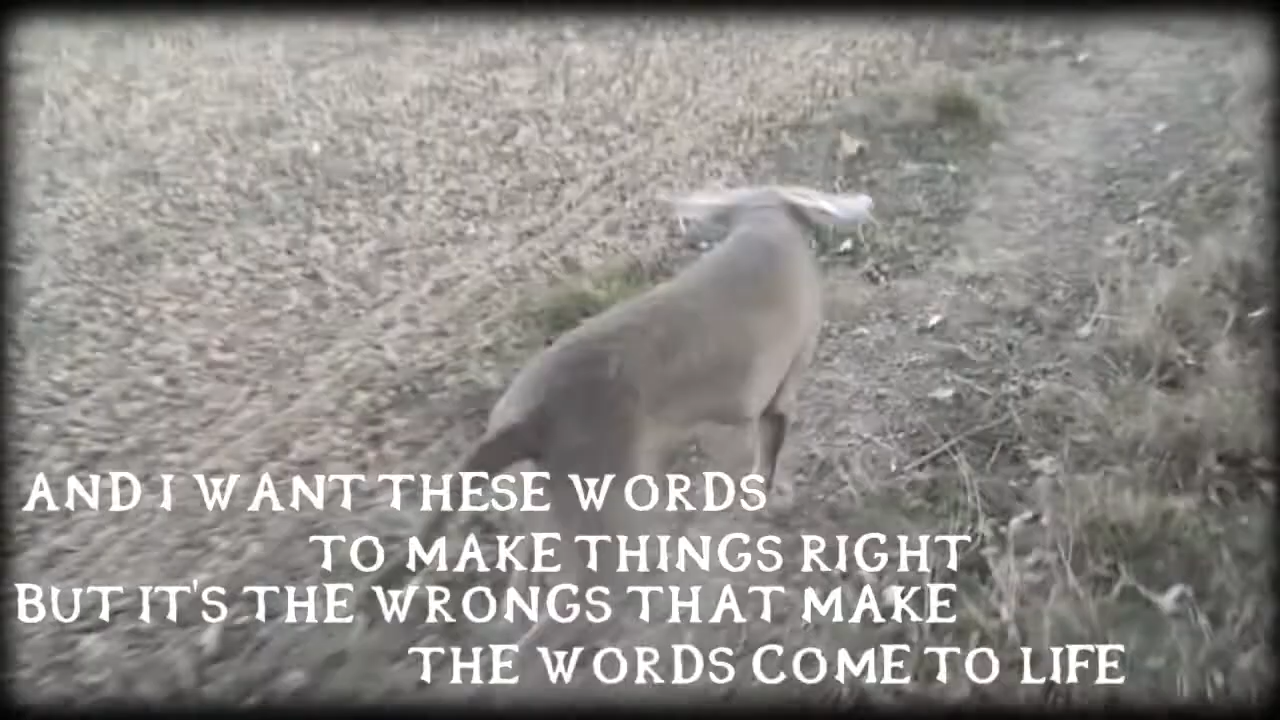 AND I WANT THESE WORDS
TO MAKE THINGS RIGHT
BUT IT'S THE WRONGS THAT MAKE
THE WORDS COME TO LIFE